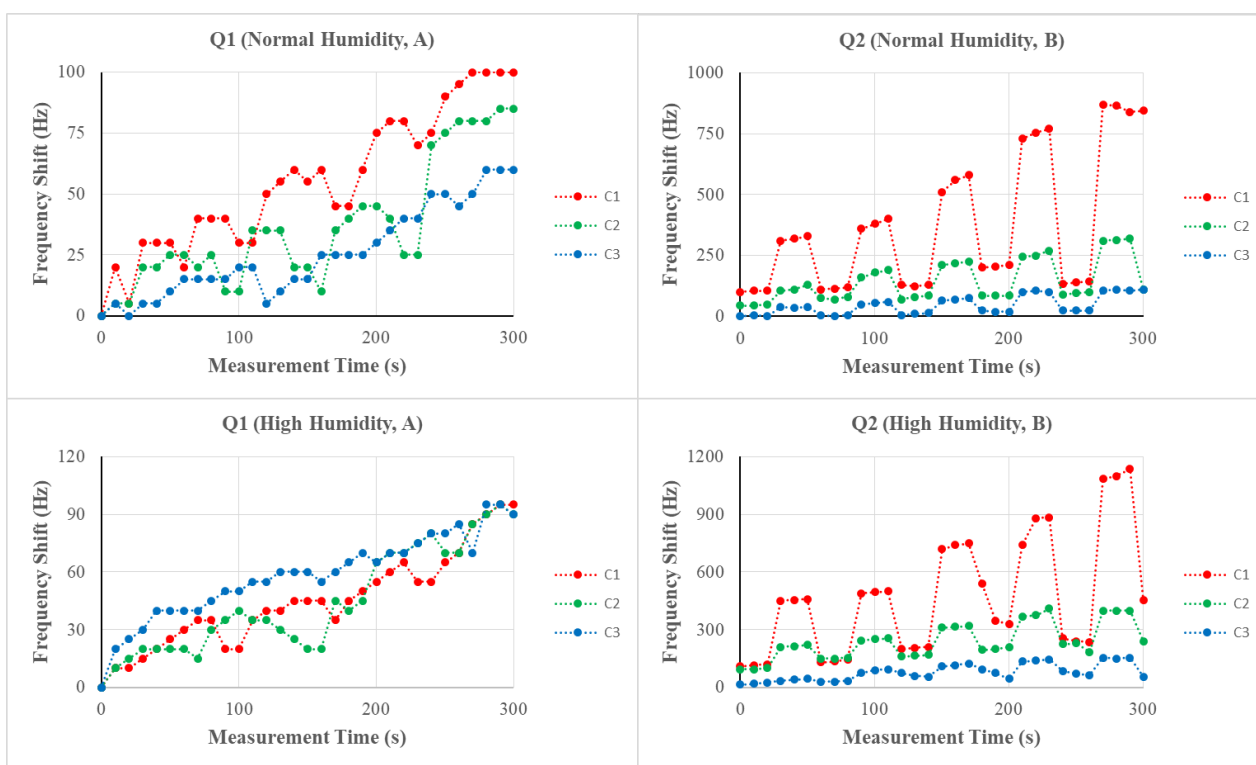 Q1 (Normal Humidity, A)
Frequency Shift (Hz)
100
75
50
25
0
0 100 200 300
Measurement Time (s)
C1
C2
C3
Q2 (Normal Humidity, B)
Frequency Shift (Hz)
1000
750
500
250
0
0 100 200 300
Measurement Time (s)
C1
C2
C3
Q1 (High Humidity, A)
Frequency Shift (Hz)
120
90
60
30
0
0 100 200 300
Measurement Time (s)
C1
C2
C3
Q2 (High Humidity, B)
Frequency Shift (Hz)
1200
900
600
300
0
0 100 200 300
Measurement Time (s)
C1
C2
C3